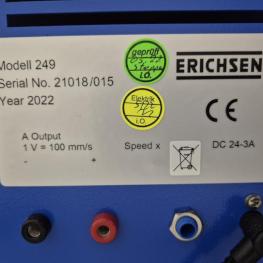 Modell 249
Serial No. 21018/015
Year 2022
geprüft
i.O.
ERICHSEN
Elektrik
i.O.
CE
A Output
1 V = 100 mm/s
- +
Speed x
DC 24-3A